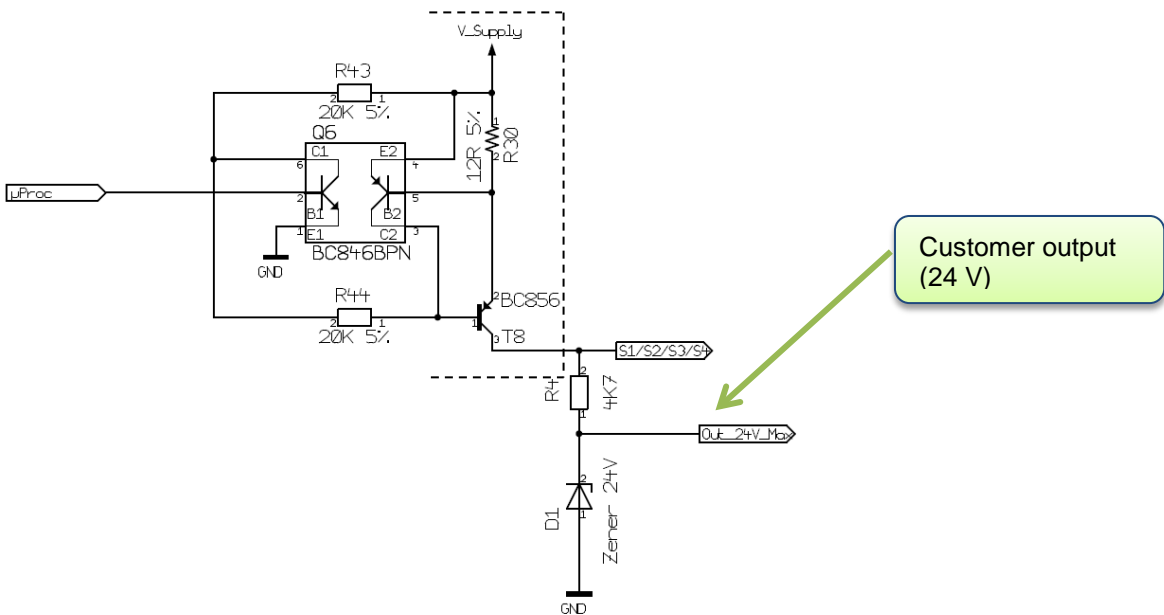 V_Supply
R43
2
1
20K 5%
12R 5%
1
2
R30
Q6
C1
E2
6
4
µProc
2
5
B1
B2
1
3
E1
C2
BC846BPN
GND
Customer output
(24 V)
R44
2
1
20K 5%
2
BC856
1
3
T8
S1/S2/S3/S4
R4
2
1
4K7
Out_24V_Max
D1
2
1
Zener 24V
GND